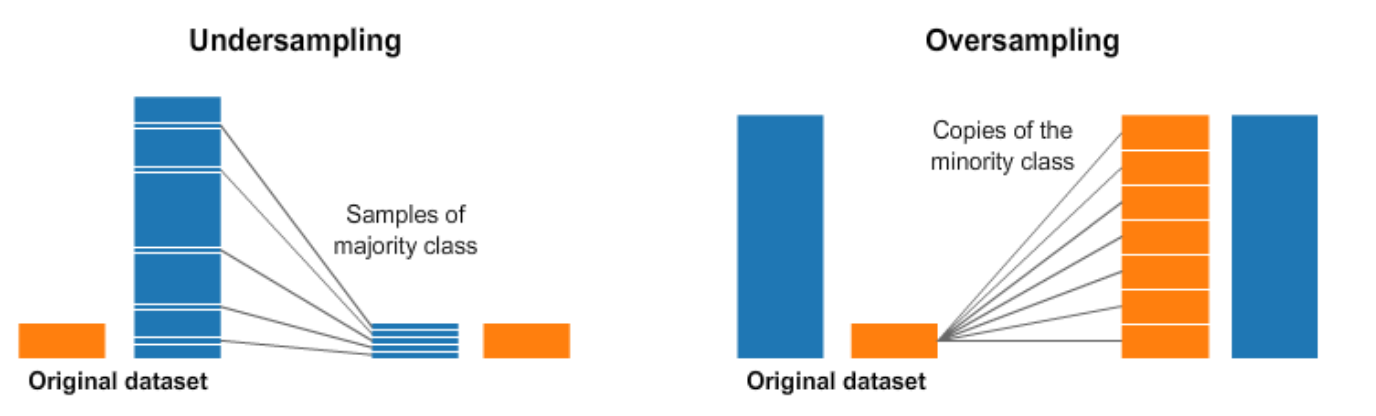 Undersampling
Samples of
majority class
Original dataset
Oversampling
Copies of the
minority class
Original dataset